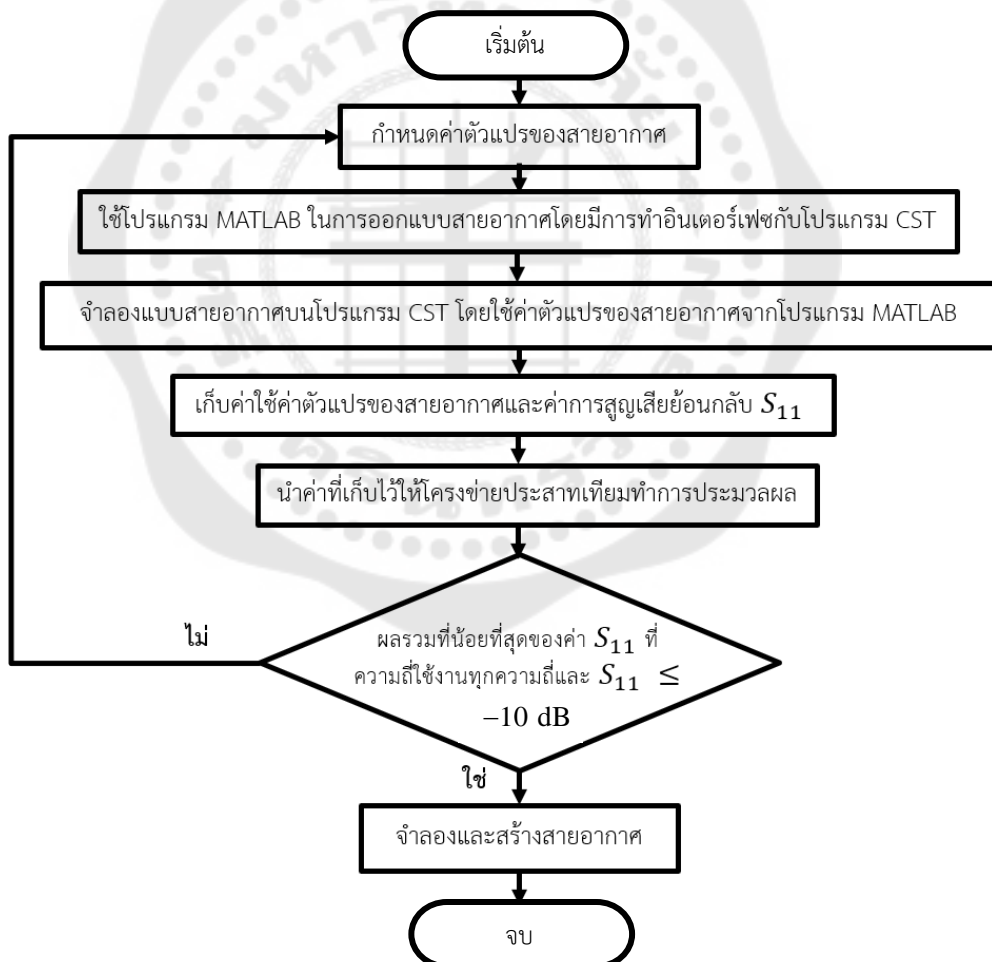 เริ่มต้น
กำหนดค่าตัวแปรของสายอากาศ
ใช้โปรแกรม MATLAB ในการออกแบบสายอากาศโดยมีการทำอินเตอร์เฟซกับโปรแกรม CST
จำลองแบบสายอากาศบนโปรแกรม CST โดยใช้ค่าตัวแปรของสายอากาศจากโปรแกรม MATLAB
เก็บค่าใช้ค่าตัวแปรของสายอากาศและค่าการสูญเสียย้อนกลับ S₁₁
นำค่าที่เก็บไว้ให้โครงข่ายประสาทเทียมทำการประมวลผล
ไม่
ผลรวมที่น้อยที่สุดของค่า S₁₁ ที่
ความถี่ใช้งานทุกความถี่และ S₁₁ ≤
−10 dB
ใช่
จำลองและสร้างสายอากาศ
จบ